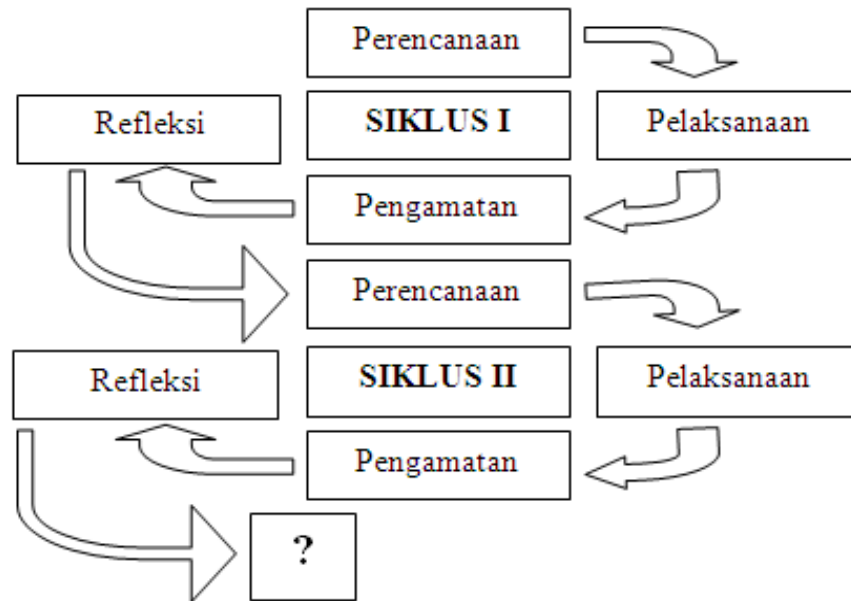 Perencanaan
Refleksi
SIKLUS I
Pelaksanaan
Pengamatan
Perencanaan
Refleksi
SIKLUS II
Pelaksanaan
Pengamatan
?